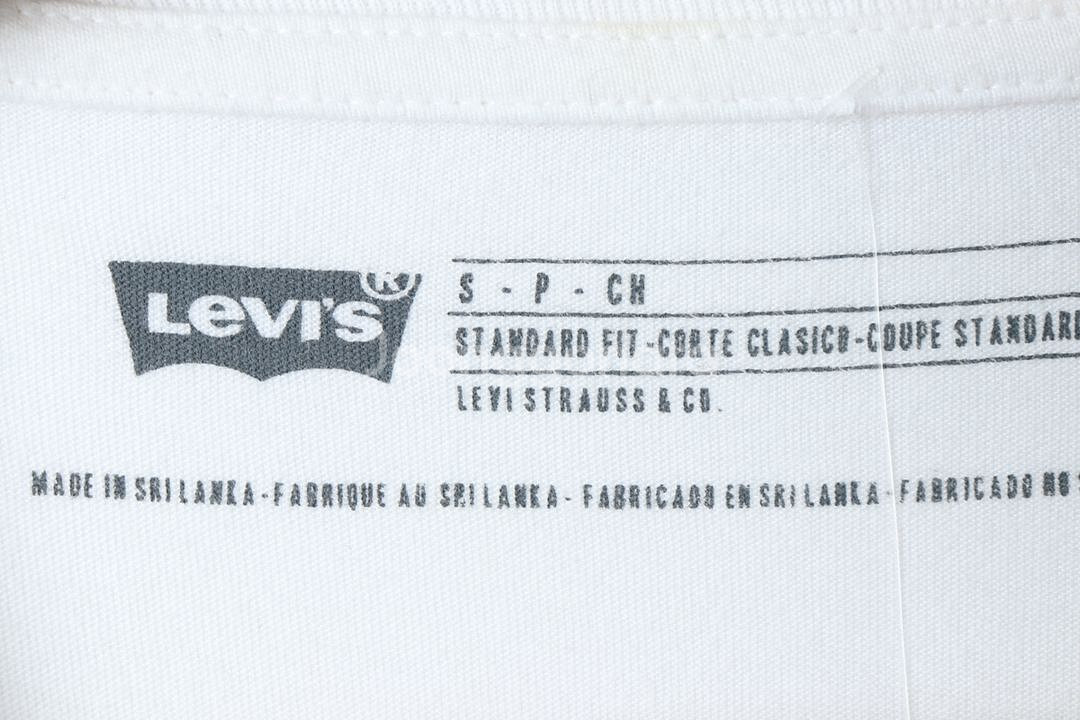 LEVI'S®
S - P - CH
STANDARD FIT-CORTE CLASICO-COUPE STANDARD
LEVI STRAUSS & CO.
MADE IN SRI LANKA-FABRIQUE AU SRI LANKA- FABRICADO EN SRI LANKA-FABRICADO NO